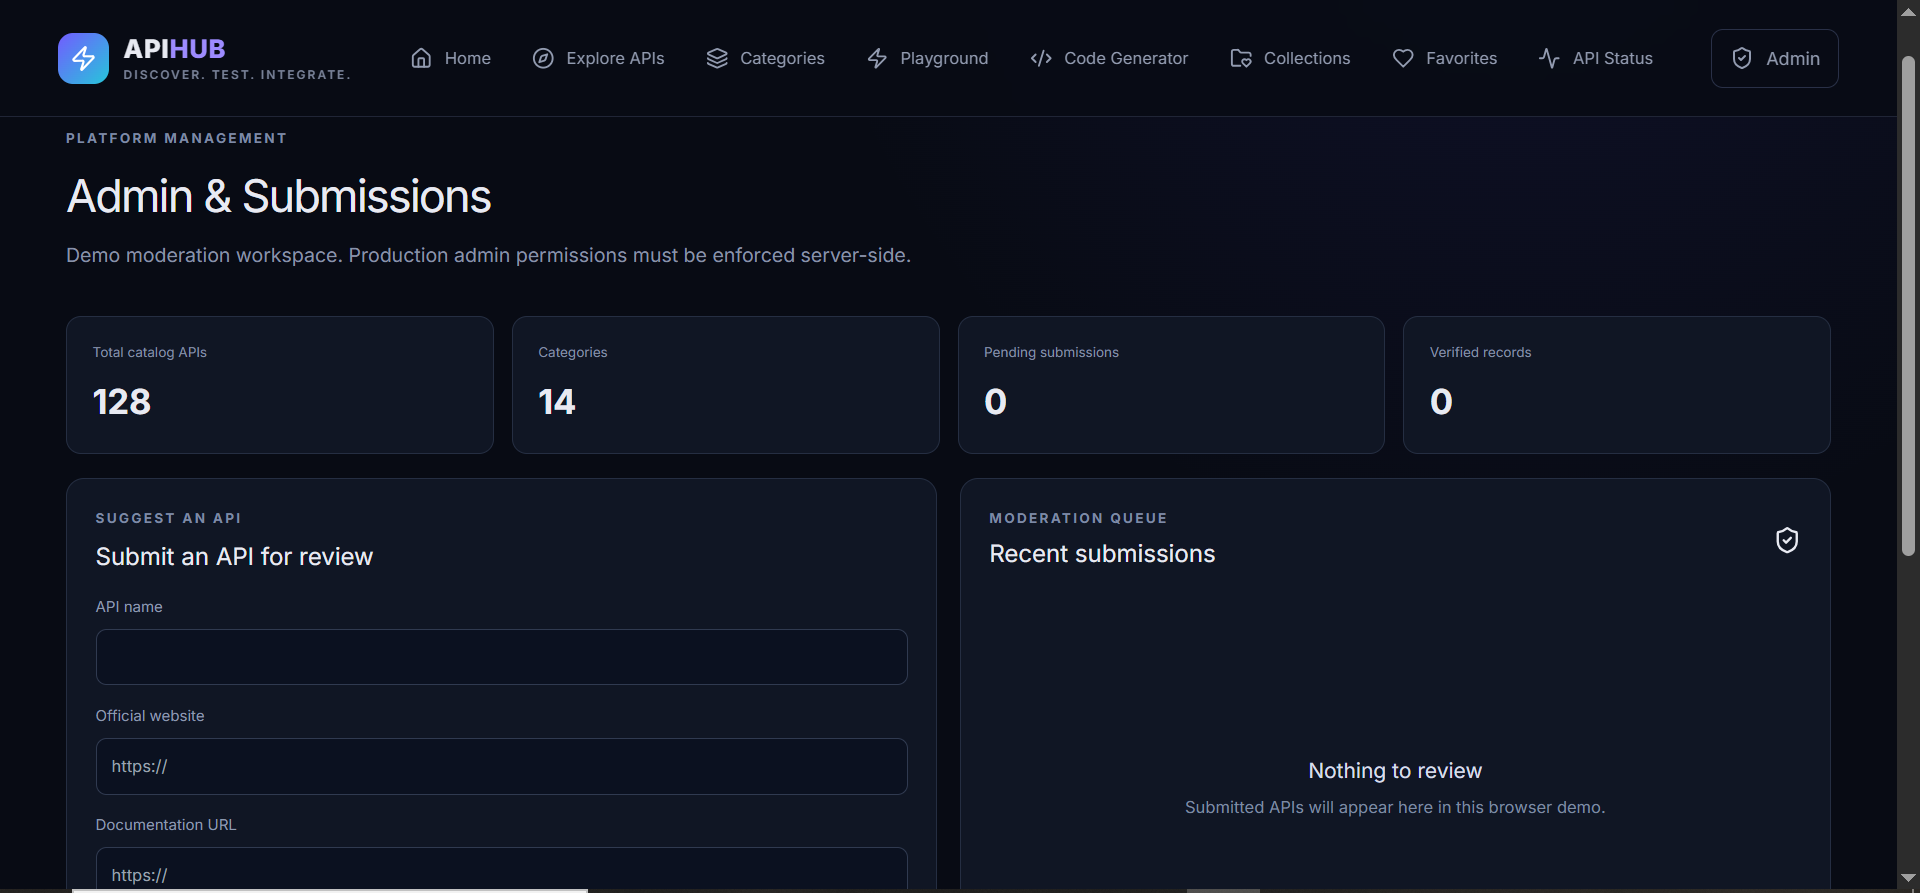 APIHUB
DISCOVER. TEST. INTEGRATE.
Home
Explore APIs
Categories
Playground
Code Generator
Collections
Favorites
API Status
Admin
PLATFORM MANAGEMENT
Admin & Submissions
Demo moderation workspace. Production admin permissions must be enforced server-side.
Total catalog APIs
128
Categories
14
Pending submissions
0
Verified records
0
SUGGEST AN API
Submit an API for review
API name
Official website
https://
Documentation URL
https://
MODERATION QUEUE
Recent submissions
Nothing to review
Submitted APIs will appear here in this browser demo.